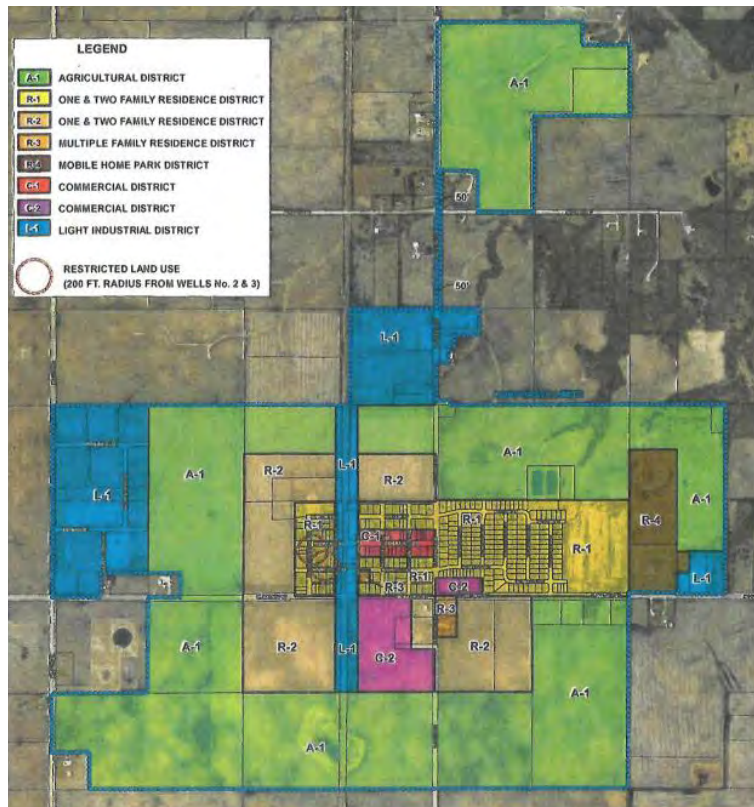 LEGEND
A-1 AGRICULTURAL DISTRICT
R-1 ONE & TWO FAMILY RESIDENCE DISTRICT
R-2 ONE & TWO FAMILY RESIDENCE DISTRICT
R-3 MULTIPLE FAMILY RESIDENCE DISTRICT
R-4 MOBILE HOME PARK DISTRICT
C-1 COMMERCIAL DISTRICT
C-2 COMMERCIAL DISTRICT
L-1 LIGHT INDUSTRIAL DISTRICT
RESTRICTED LAND USE
(200 FT. RADIUS FROM WELLS No. 2 & 3)
A-1
50'
50'
L-1
A-1
R-2
L-1
R-2
A-1
L-1
R-1
C-1
R-1
R-1
R-4
A-1
R-3
R-1
C-2
L-1
R-3
A-1
R-2
L-1
C-2
R-2
A-1
A-1